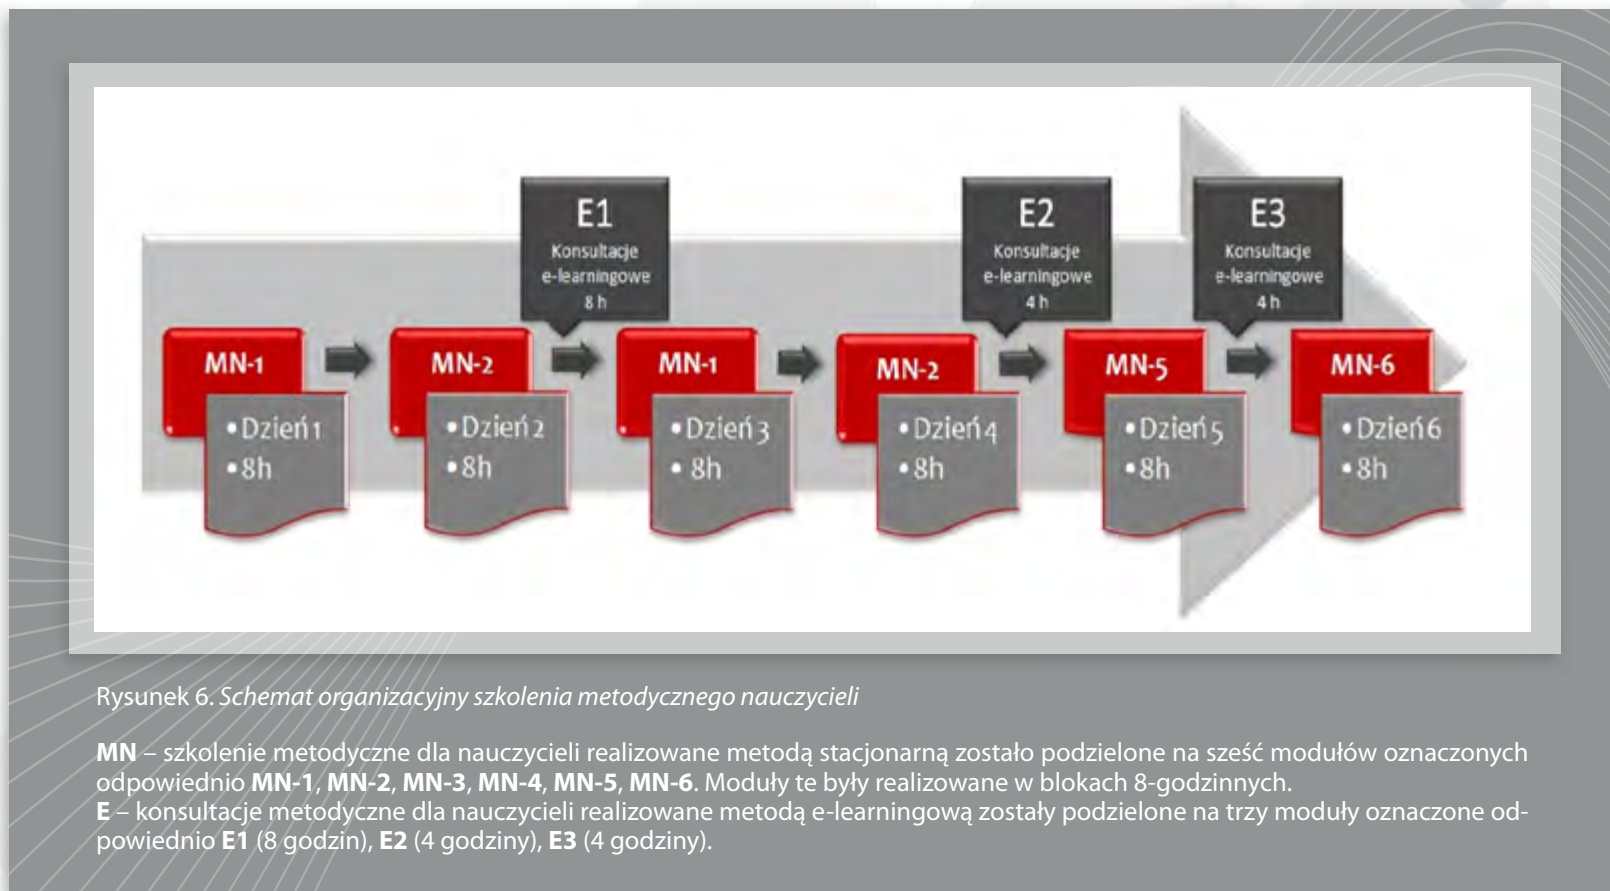 E1
Konsultacje
e-learningowe
8 h
E2
Konsultacje
e-learningowe
4 h
E3
Konsultacje
e-learningowe
4 h
MN-1
MN-2
MN-1
MN-2
MN-5
MN-6
• Dzień 1
• 8h
• Dzień 2
• 8h
• Dzień 3
• 8h
• Dzień 4
• 8h
• Dzień 5
• 8h
• Dzień 6
• 8h
Rysunek 6. Schemat organizacyjny szkolenia metodycznego nauczycieli
MN – szkolenie metodyczne dla nauczycieli realizowane metodą stacjonarną zostało podzielone na sześć modułów oznaczonych
odpowiednio MN-1, MN-2, MN-3, MN-4, MN-5, MN-6. Moduły te były realizowane w blokach 8-godzinnych.
E – konsultacje metodyczne dla nauczycieli realizowane metodą e-learningową zostały podzielone na trzy moduły oznaczone od-
powiednio E1 (8 godzin), E2 (4 godziny), E3 (4 godziny).